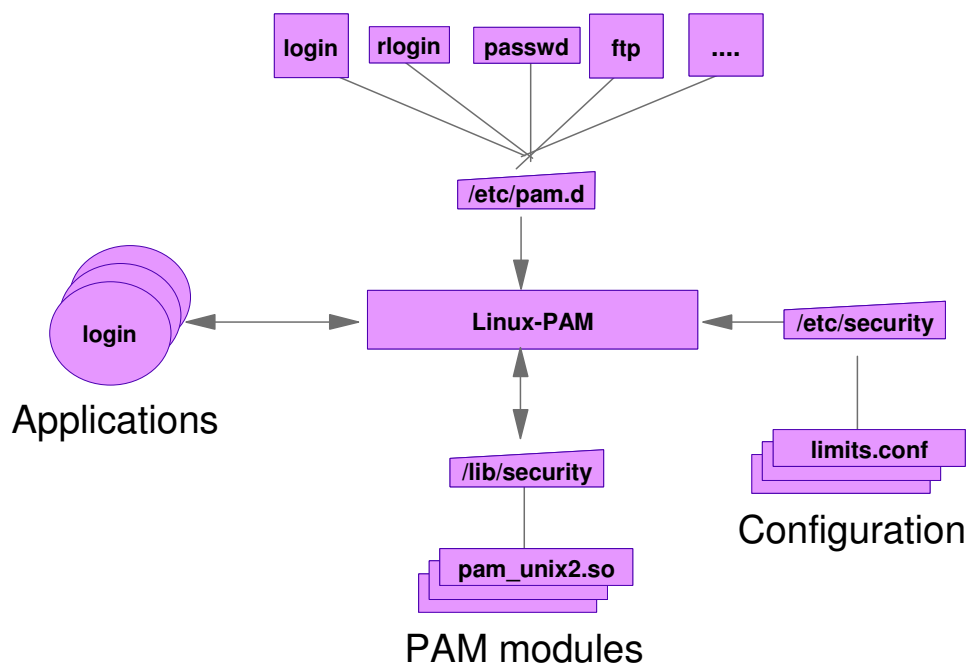 login
rlogin
passwd
ftp
....
/etc/pam.d
login
Linux-PAM
/etc/security
Applications
/lib/security
limits.conf
Configuration
pam_unix2.so
PAM modules